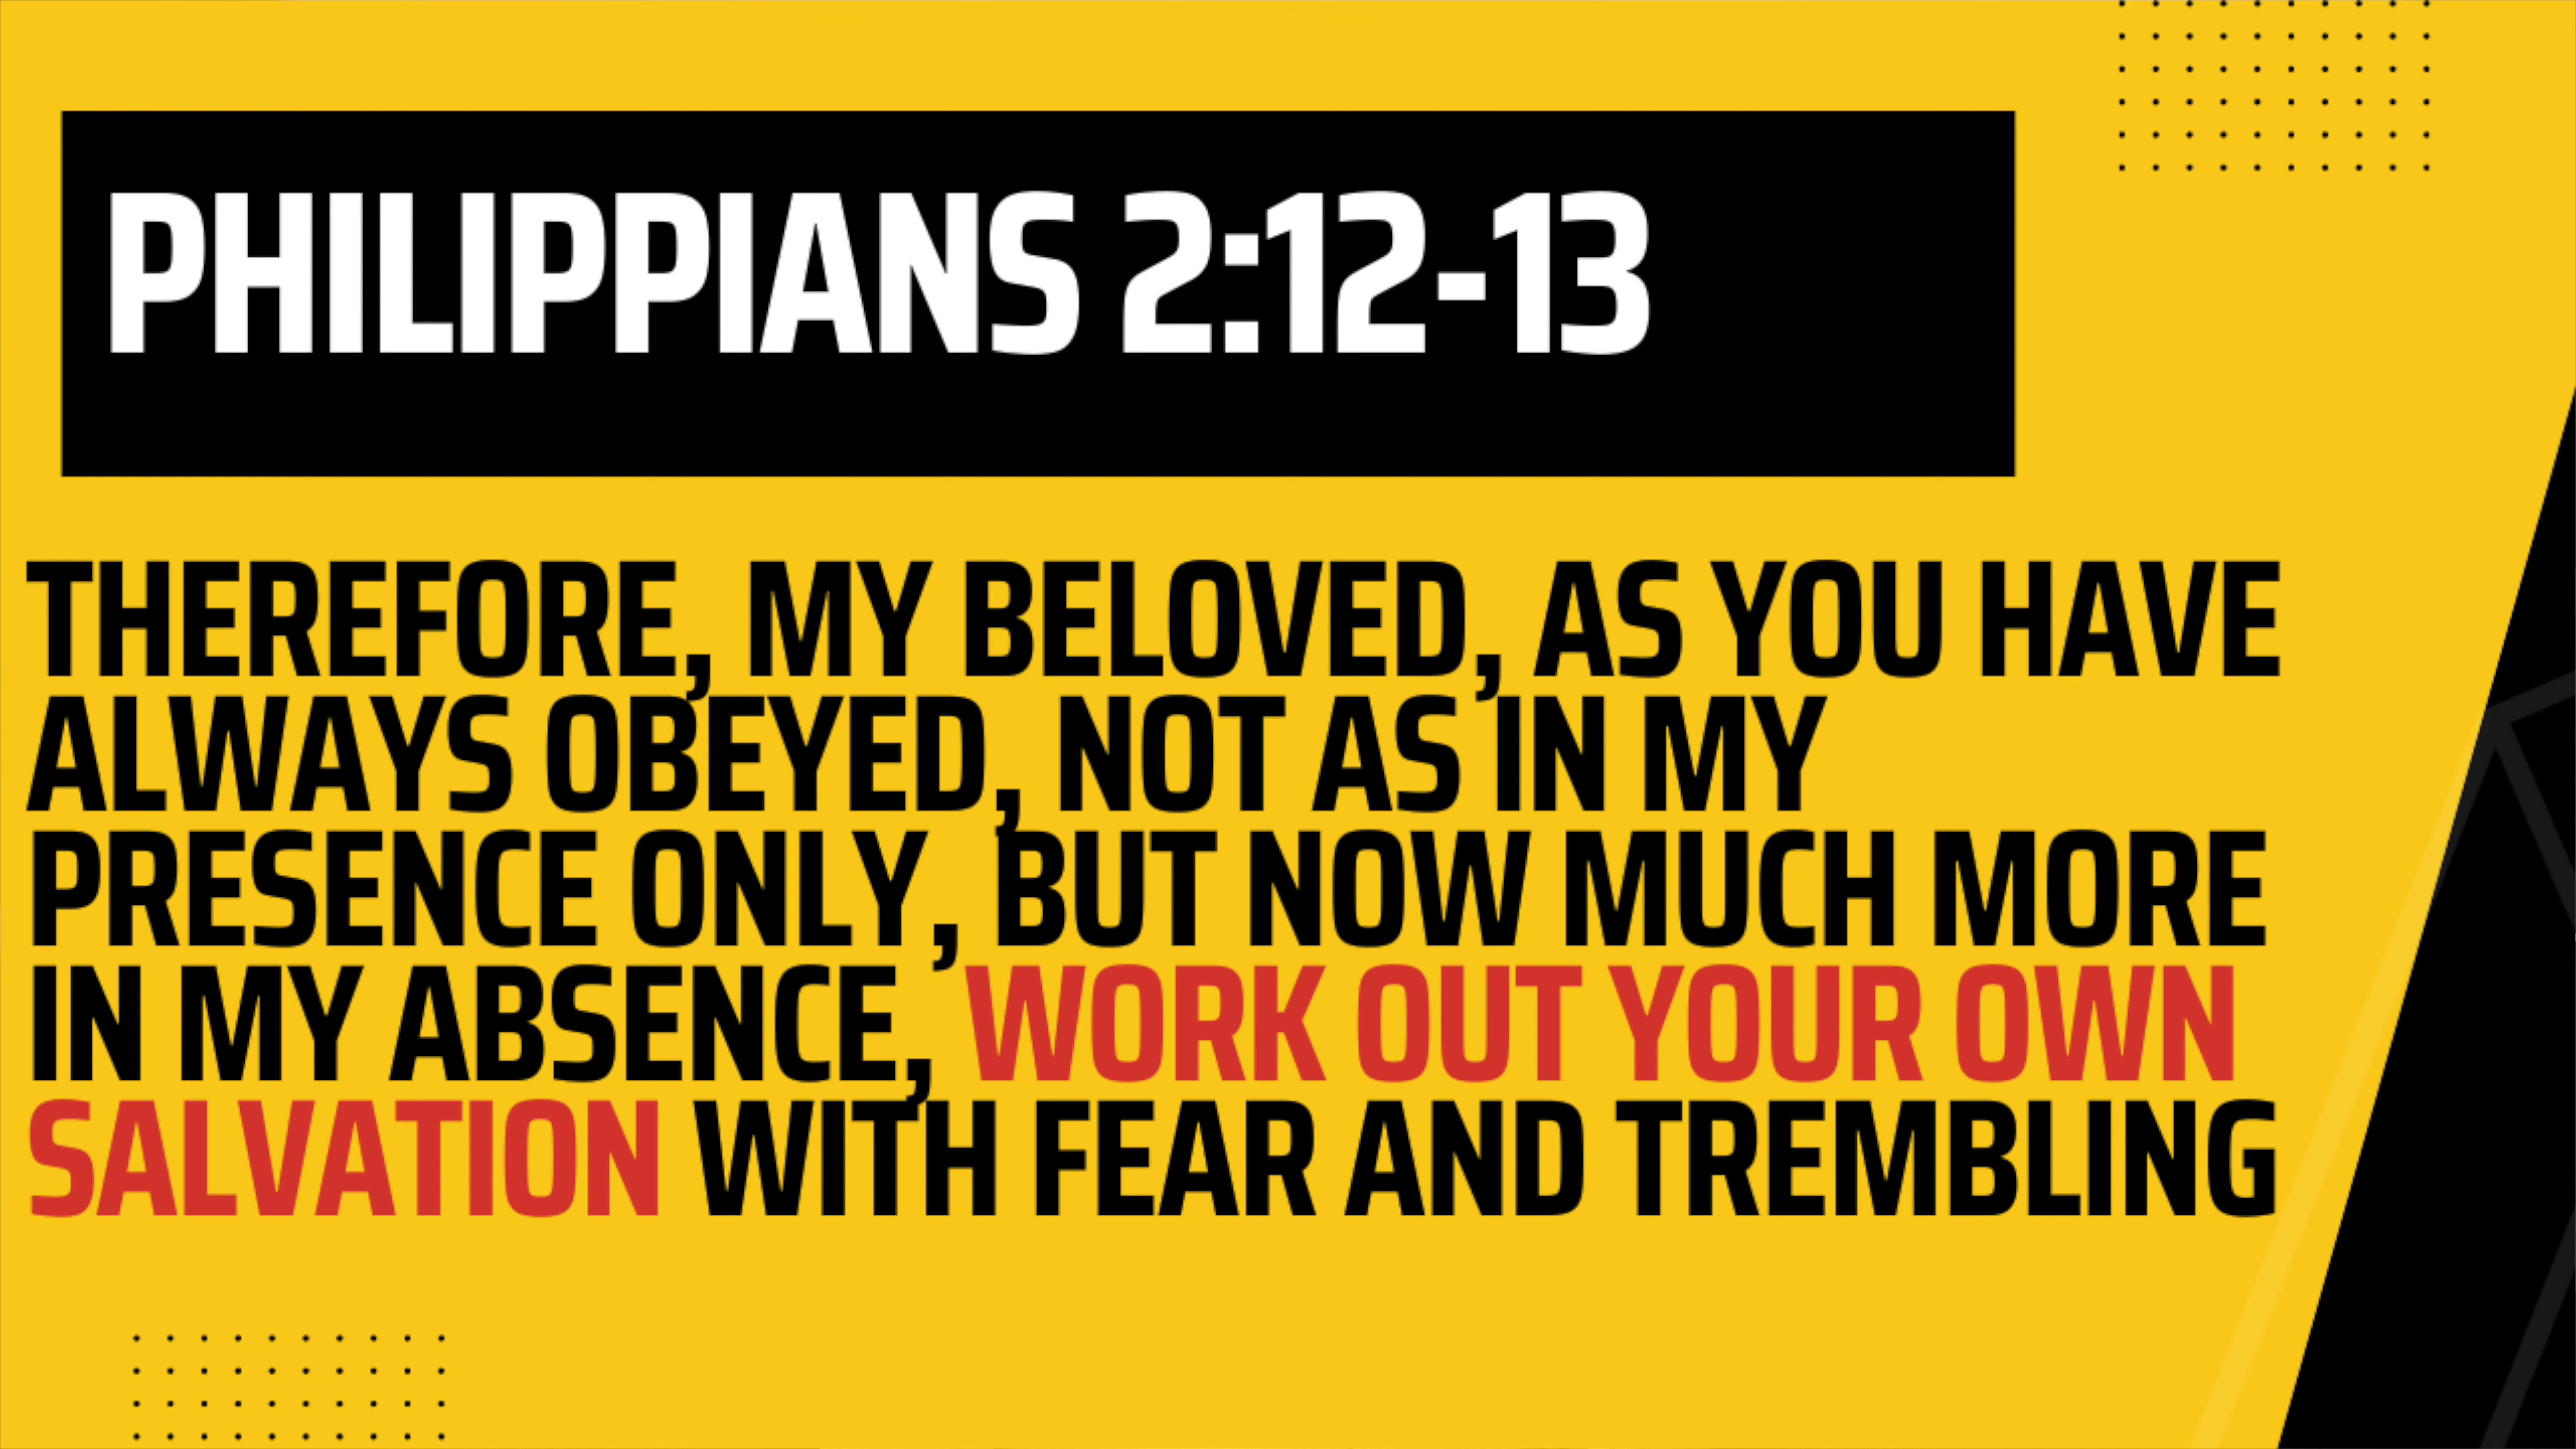 PHILIPPIANS 2:12-13
THEREFORE, MY BELOVED, AS YOU HAVE
ALWAYS OBEYED, NOT AS IN MY
PRESENCE ONLY, BUT NOW MUCH MORE
IN MY ABSENCE, WORK OUT YOUR OWN
SALVATION WITH FEAR AND TREMBLING